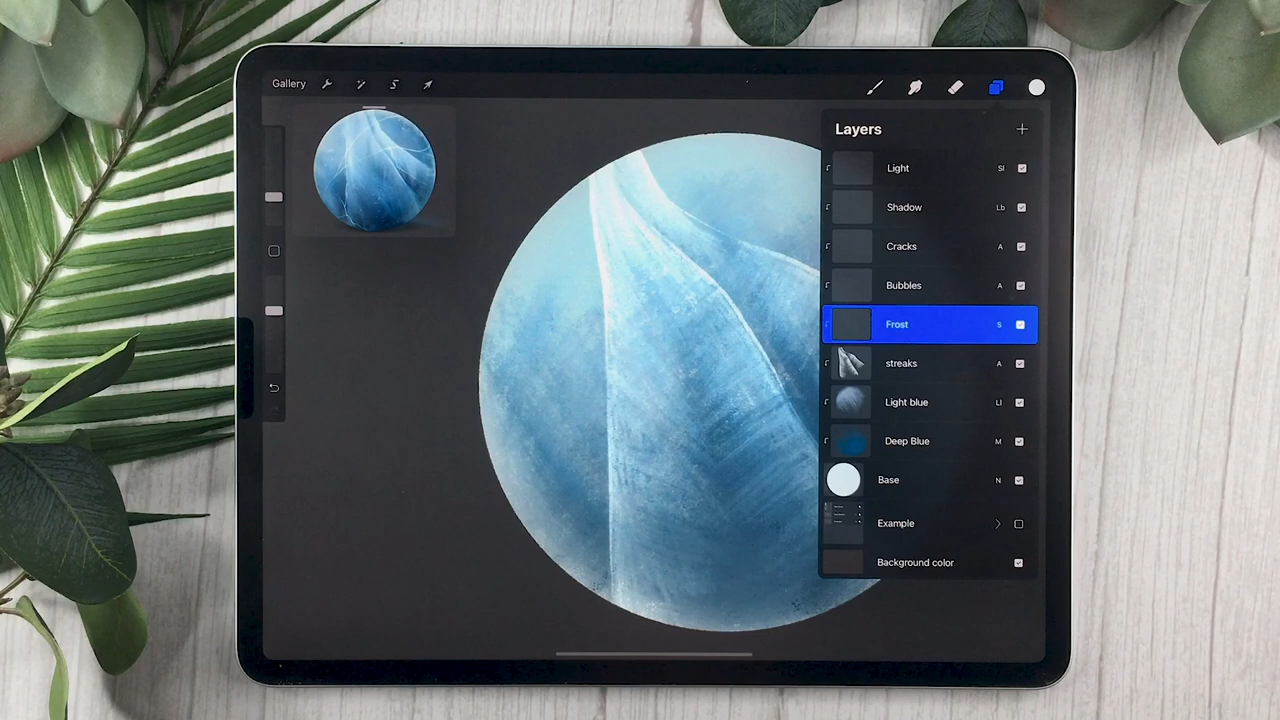 Gallery
Layers
Light Sl
Shadow Lb
Cracks A
Bubbles A
Frost S
streaks A
Light blue Ll
Deep Blue M
Base N
Example
Background color